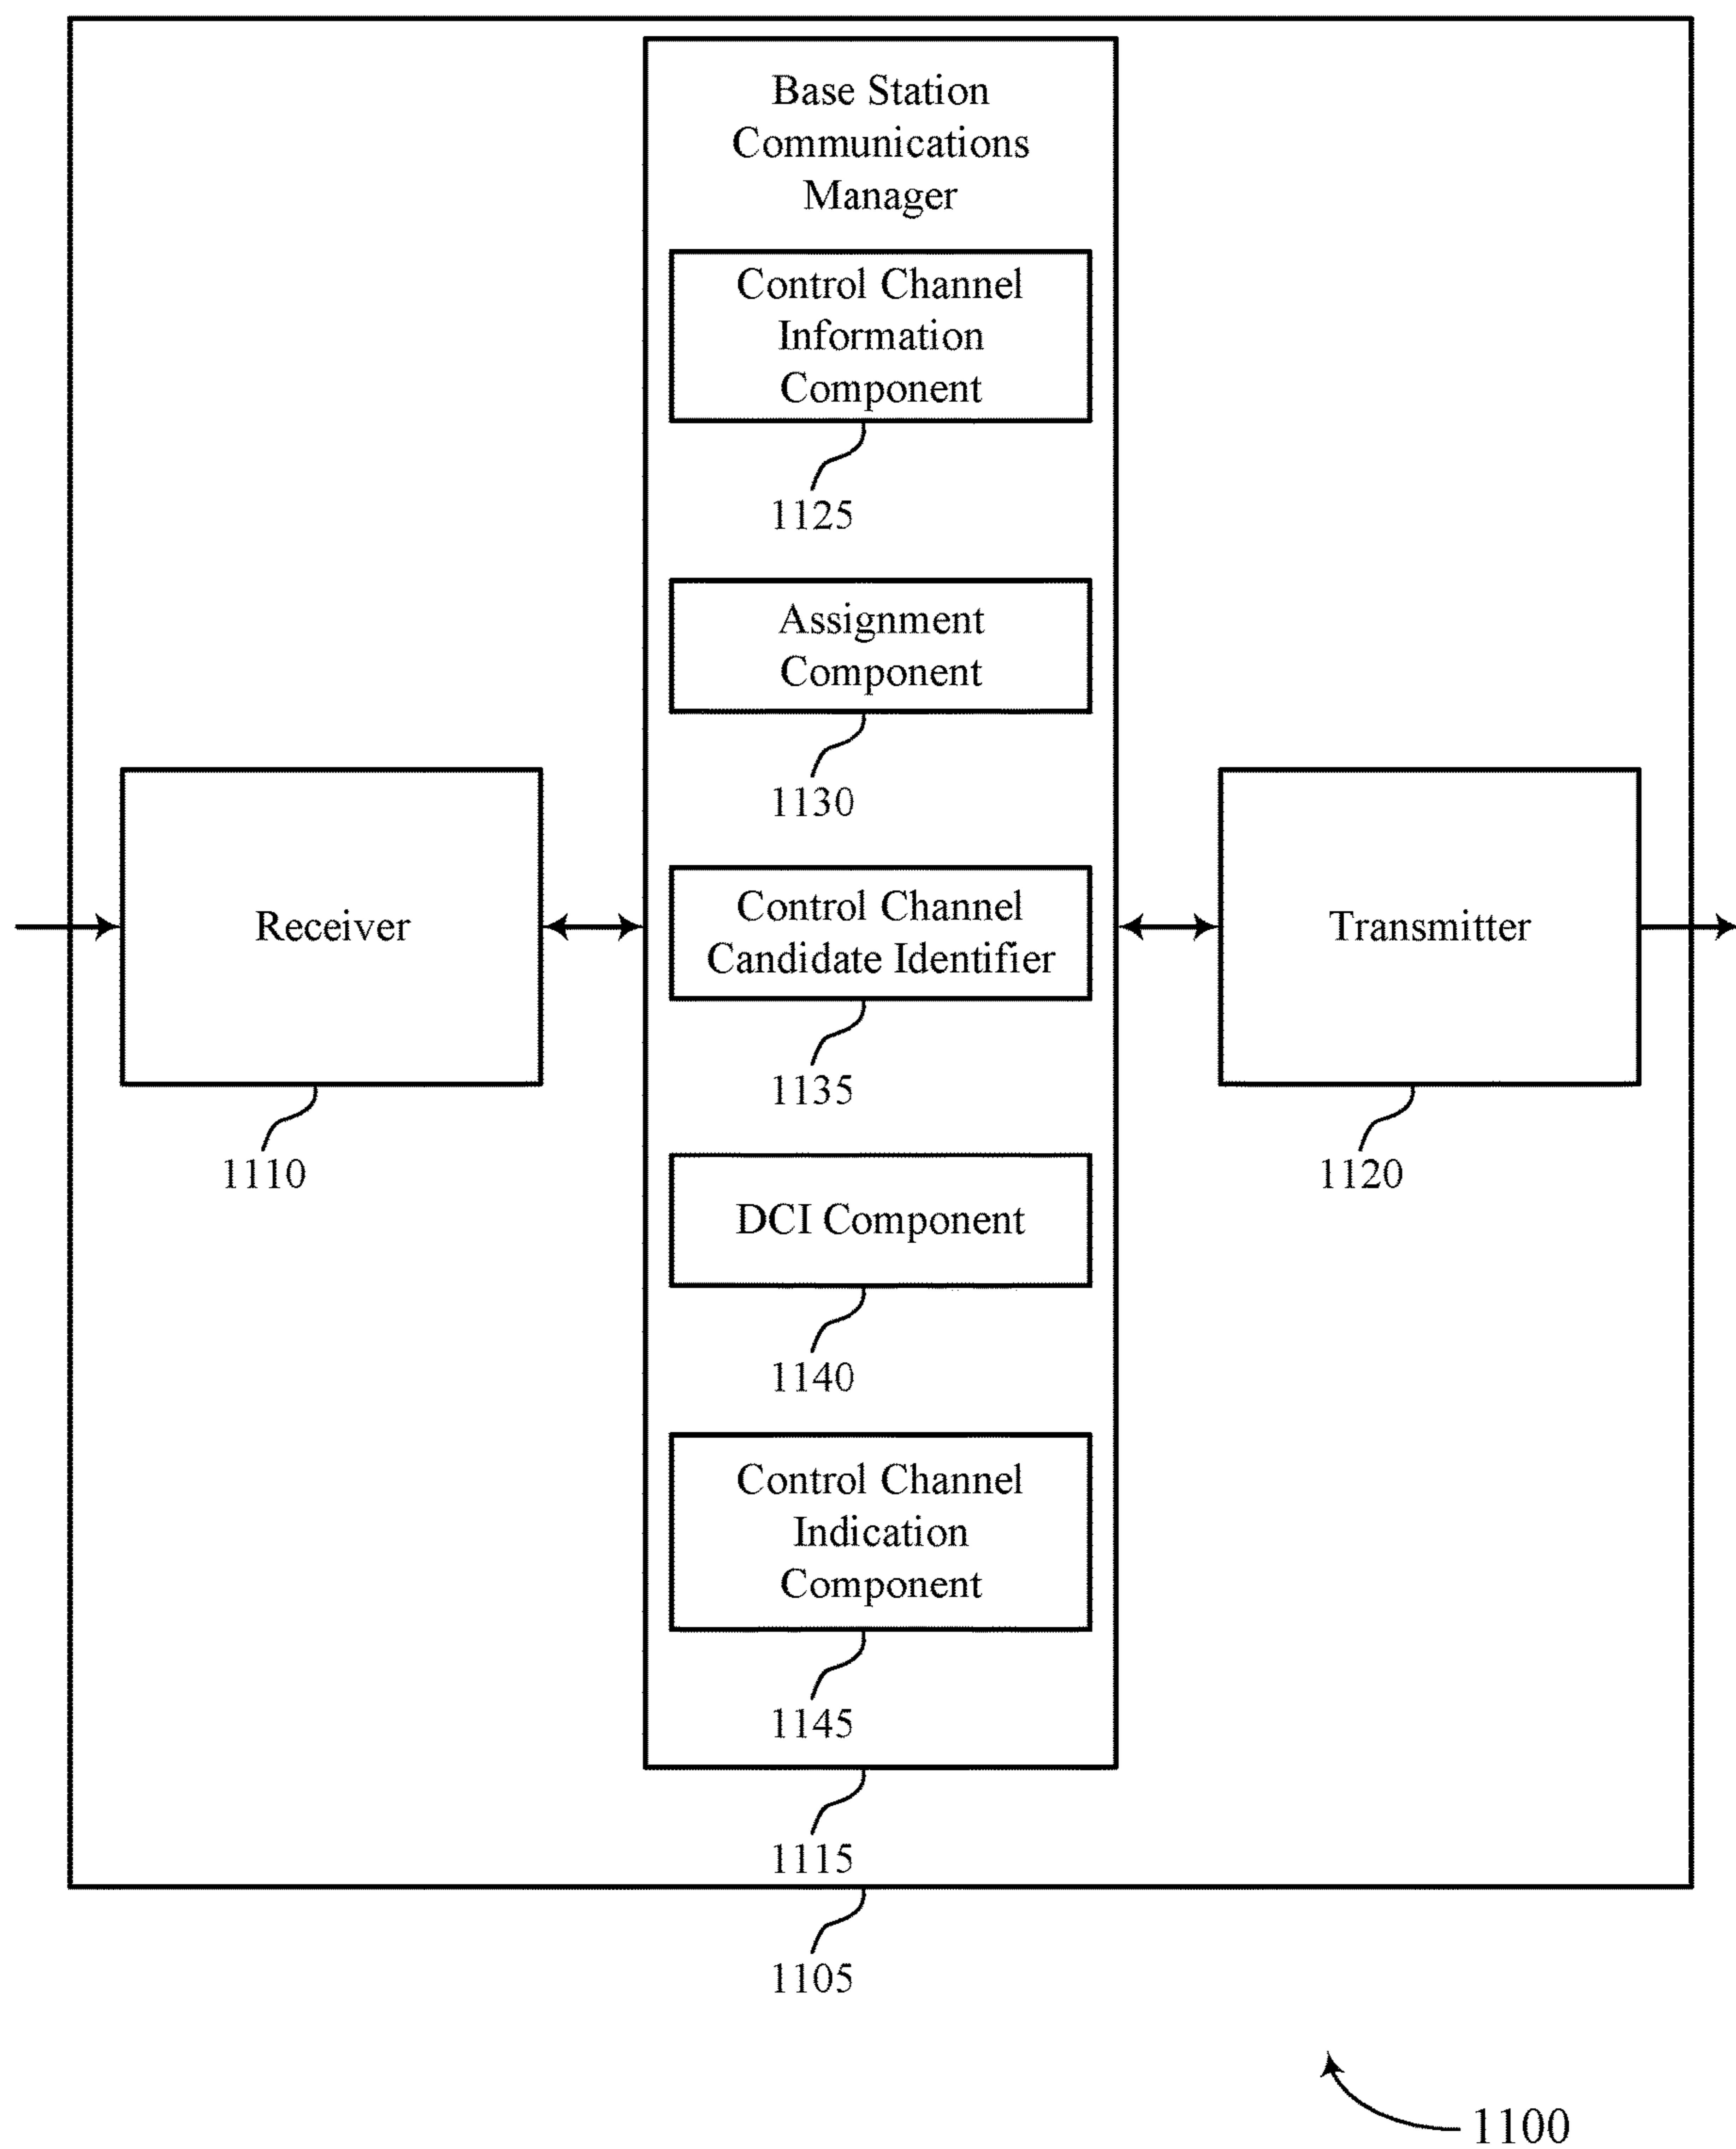 Base Station
Communications
Manager
Control Channel
Information
Component
1125
Assignment
Component
1130
Control Channel
Candidate Identifier
1135
Receiver
1110
Transmitter
1120
DCI Component
1140
Control Channel
Indication
Component
1145
1115
1105
1100